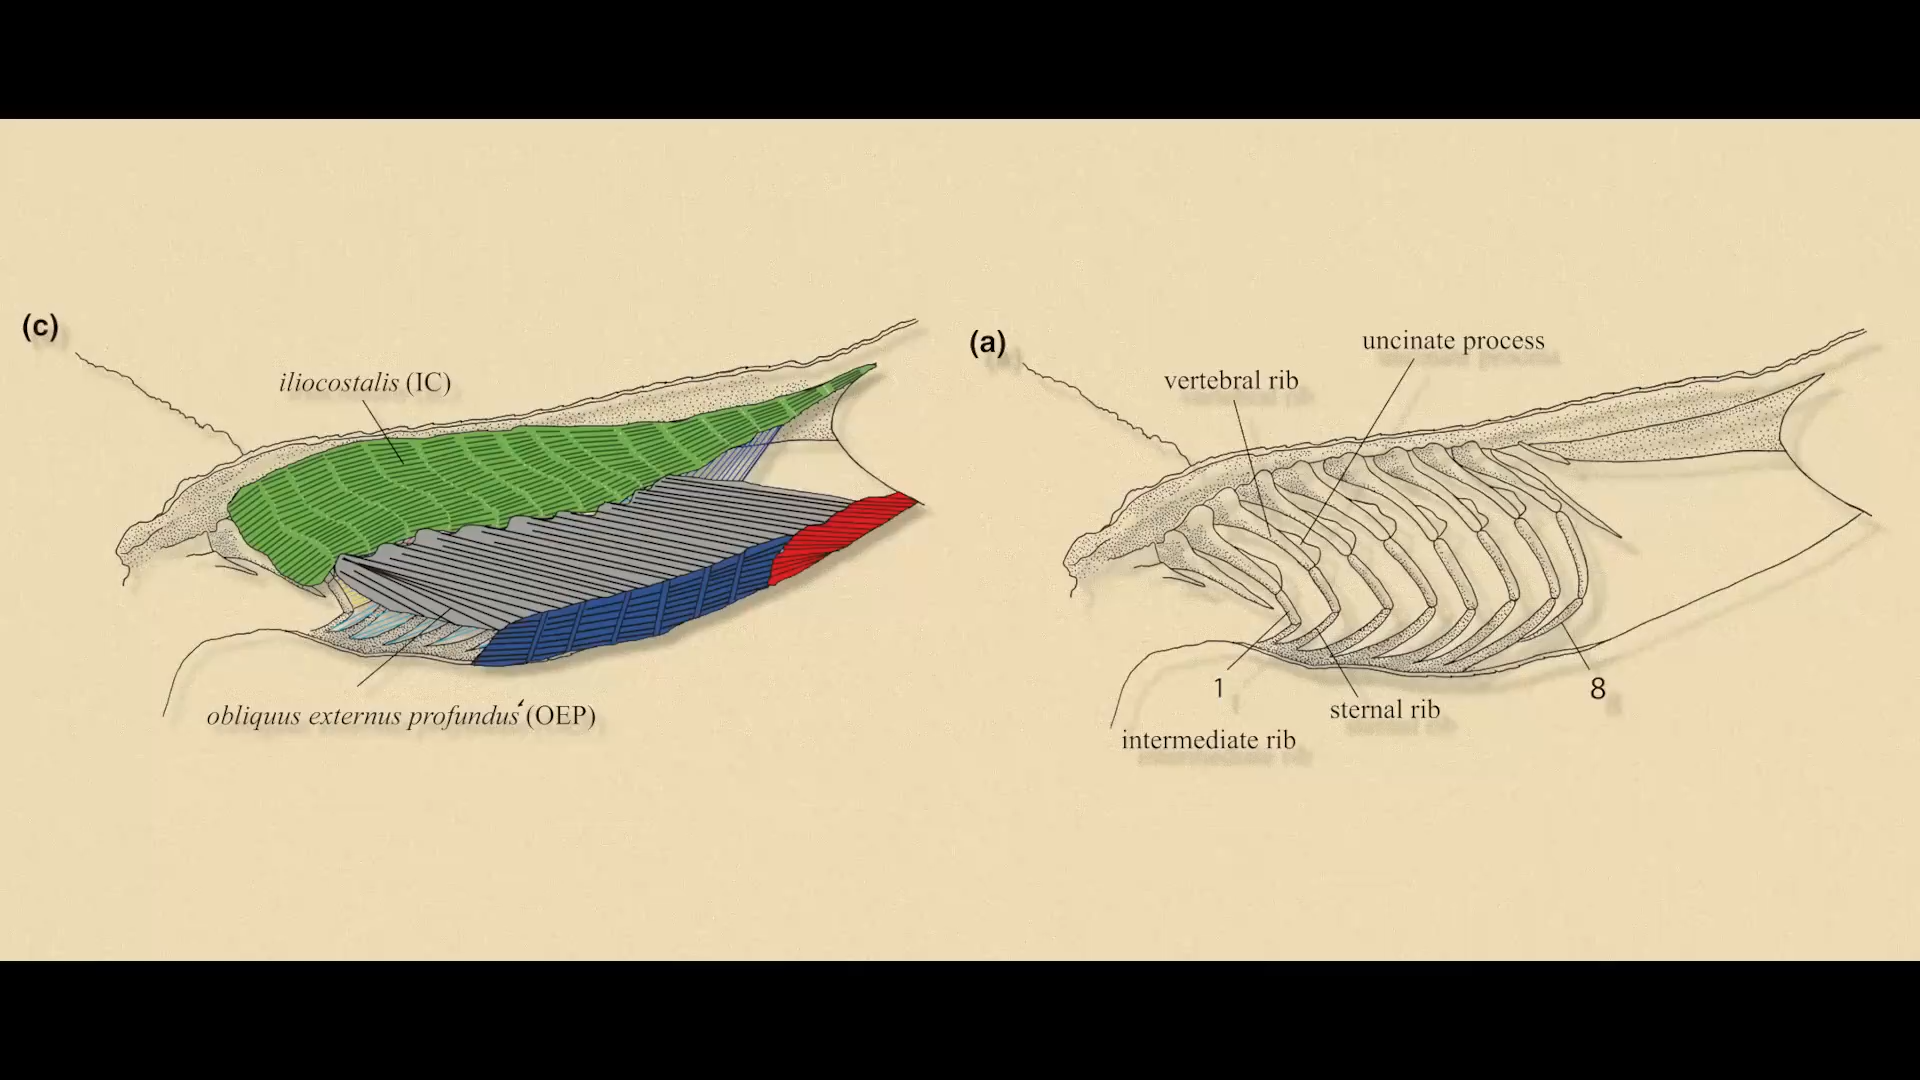 (c)
iliocostalis (IC)
obliquus externus profundus (OEP)
(a)
uncinate process
vertebral rib
1
8
sternal rib
intermediate rib